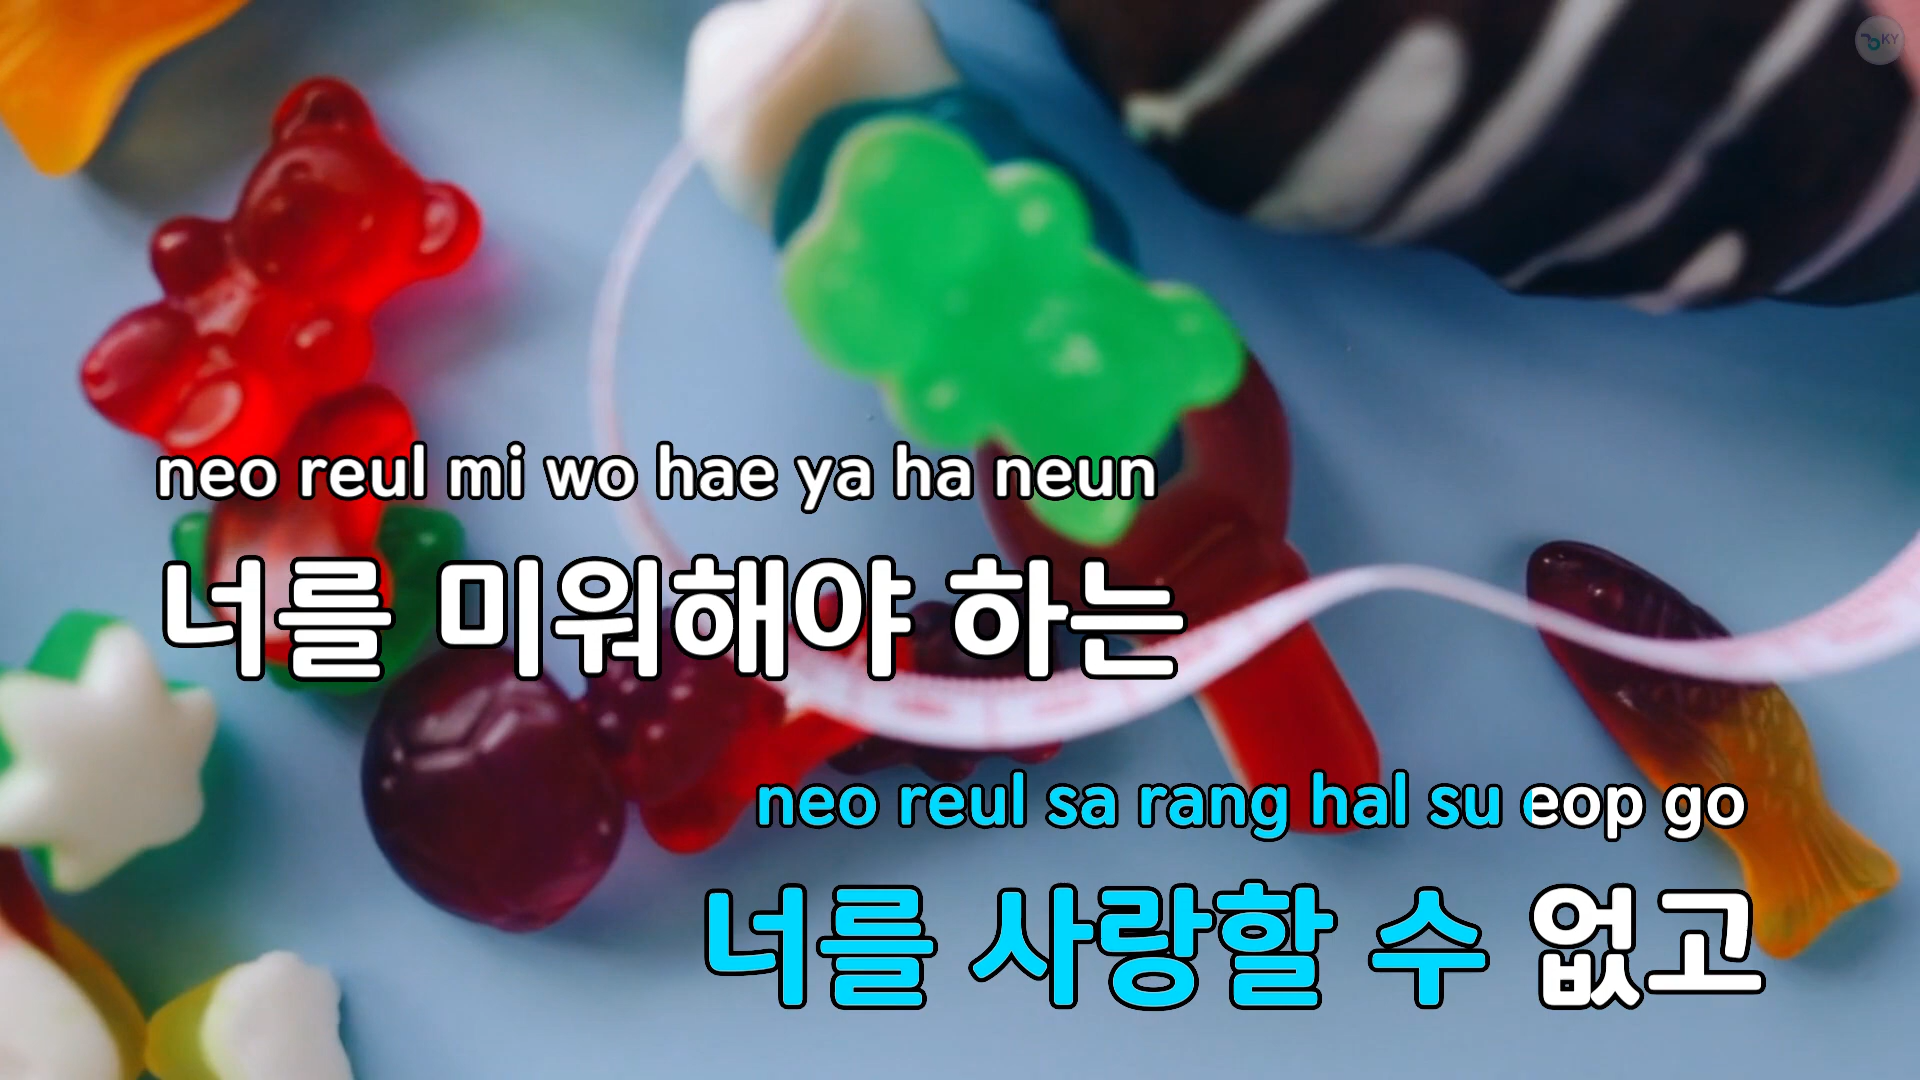 KY
neo reul mi wo hae ya ha neun
너를 미워해야 하는
neo reul sa rang hal su eop go
너를 사랑할 수 없고